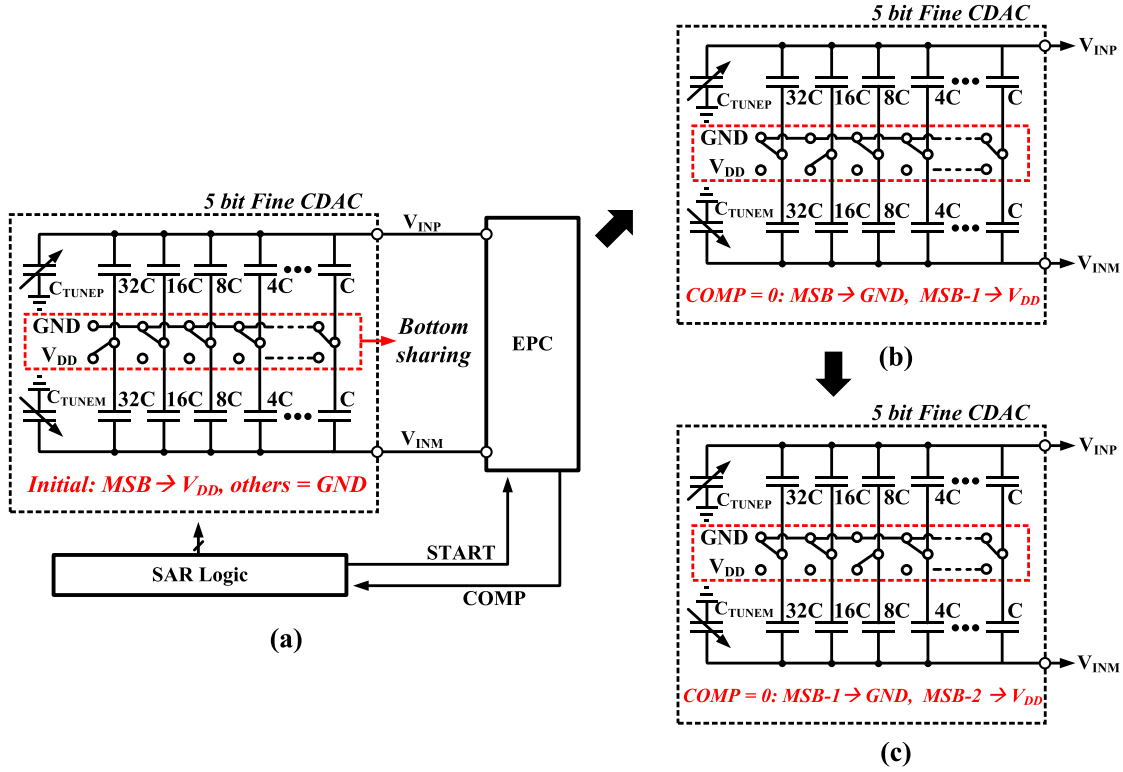 5 bit Fine CDAC
V_INP
C_TUNEP
32C 16C 8C 4C C
GND
V_DD
C_TUNEM
32C 16C 8C 4C C
V_INM
Initial: MSB → V_DD, others = GND
Bottom
sharing
EPC
SAR Logic
START
COMP
(a)
5 bit Fine CDAC
V_INP
C_TUNEP
32C 16C 8C 4C C
GND
V_DD
C_TUNEM
32C 16C 8C 4C C
V_INM
COMP = 0: MSB → GND, MSB-1 → V_DD
(b)
5 bit Fine CDAC
V_INP
C_TUNEP
32C 16C 8C 4C C
GND
V_DD
C_TUNEM
32C 16C 8C 4C C
V_INM
COMP = 0: MSB-1 → GND, MSB-2 → V_DD
(c)